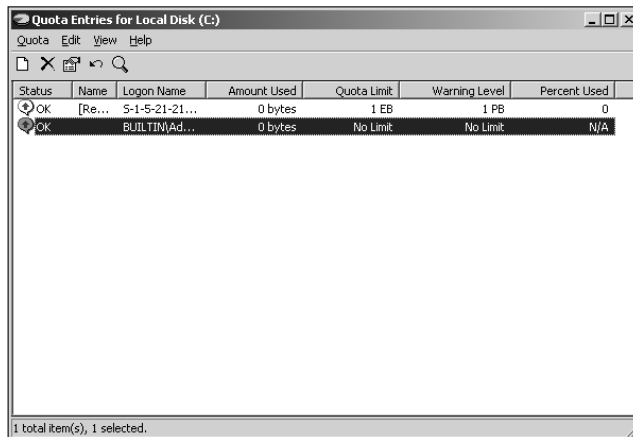 Quota Entries for Local Disk (C:)
Quota Edit View Help
Status Name Logon Name Amount Used Quota Limit Warning Level Percent Used
OK [Re... S-1-5-21-21... 0 bytes 1 EB 1 PB 0
OK BUILTIN\Ad... 0 bytes No Limit No Limit N/A
1 total item(s), 1 selected.